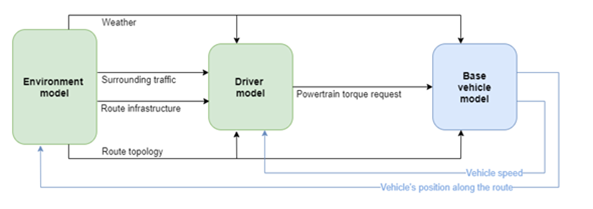 Weather
Environment
model
Surrounding traffic
Route infrastructure
Driver
model
Powertrain torque request
Base
vehicle
model
Route topology
Vehicle speed
Vehicle's position along the route